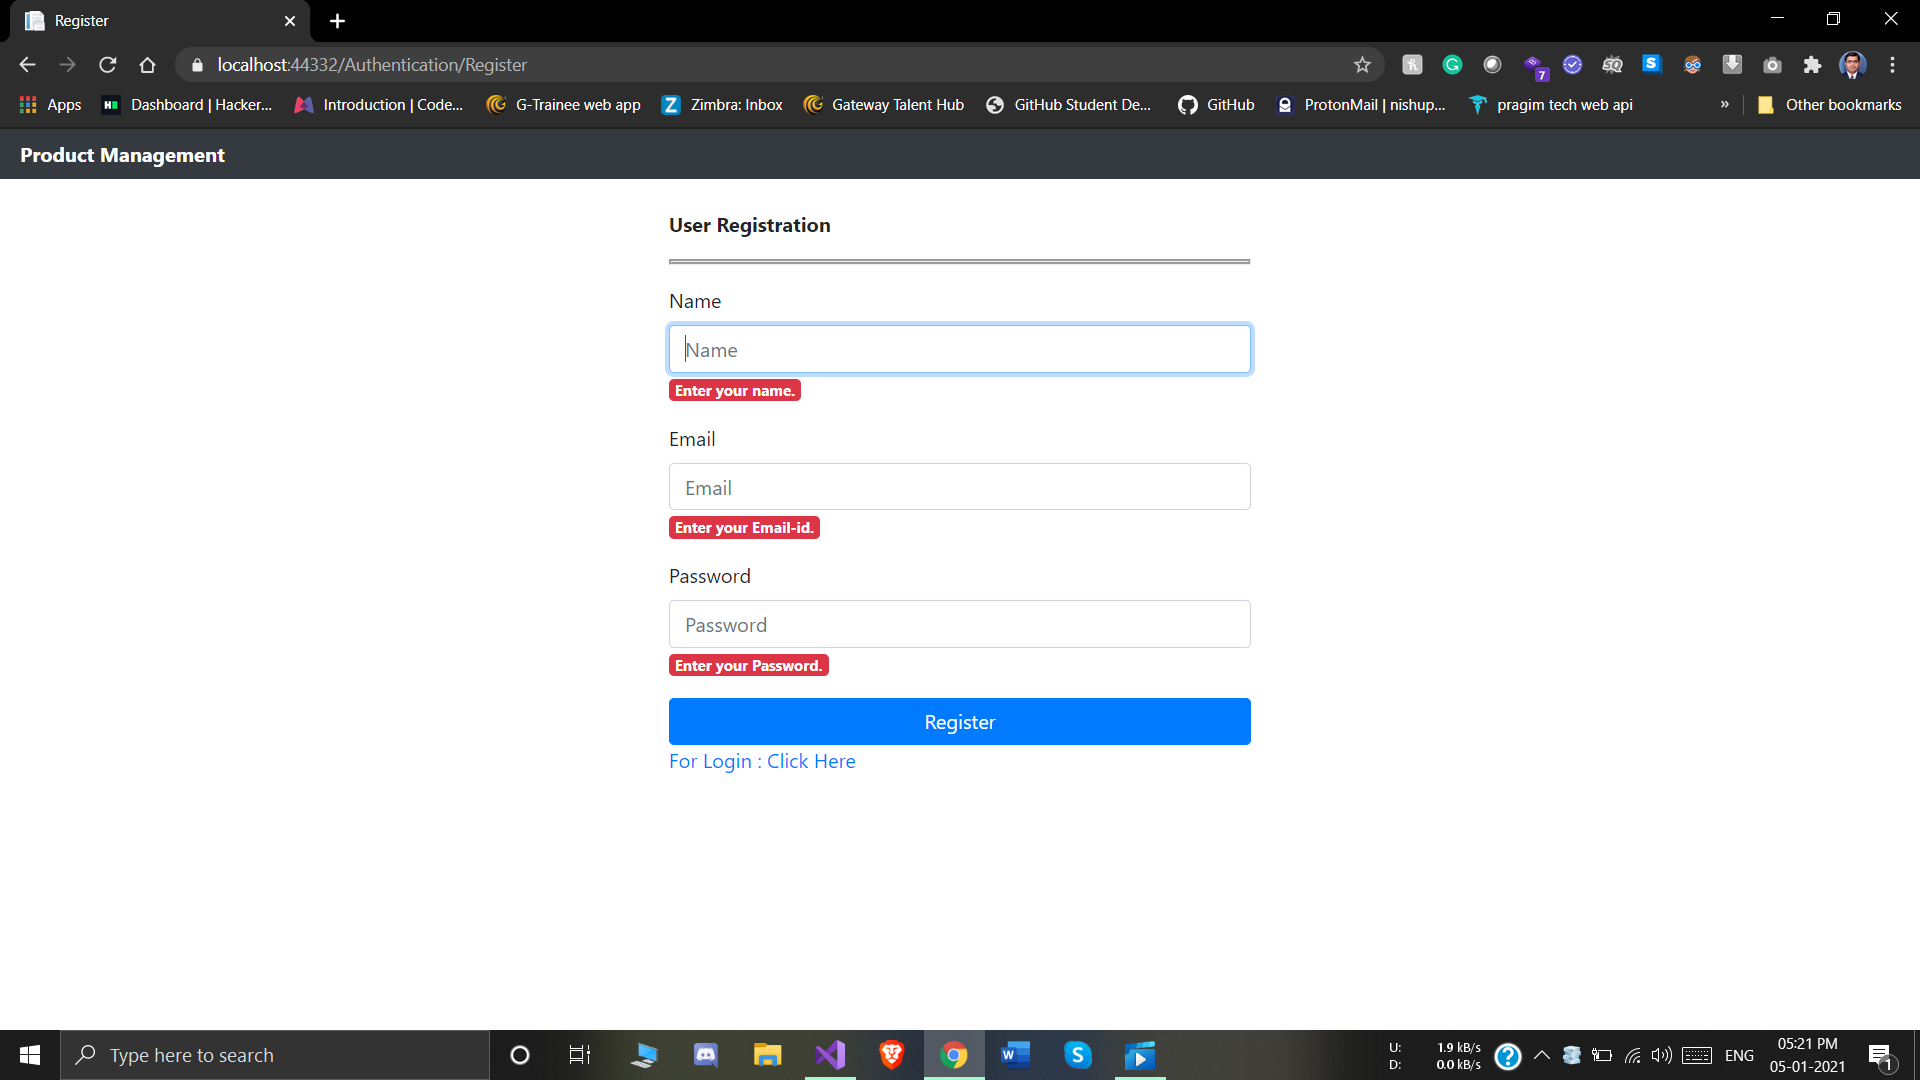 Register
localhost:44332/Authentication/Register
7
Apps
Dashboard | Hacker...
Introduction | Code...
G-Trainee web app
Zimbra: Inbox
Gateway Talent Hub
GitHub Student De...
GitHub
ProtonMail | nishup...
pragim tech web api
»
Other bookmarks
Product Management
User Registration
Name
Name
Enter your name.
Email
Email
Enter your Email-id.
Password
Password
Enter your Password.
Register
For Login : Click Here
Type here to search
U: 1.9 kB/s
D: 0.0 kB/s
ENG
05:21 PM
05-01-2021
1